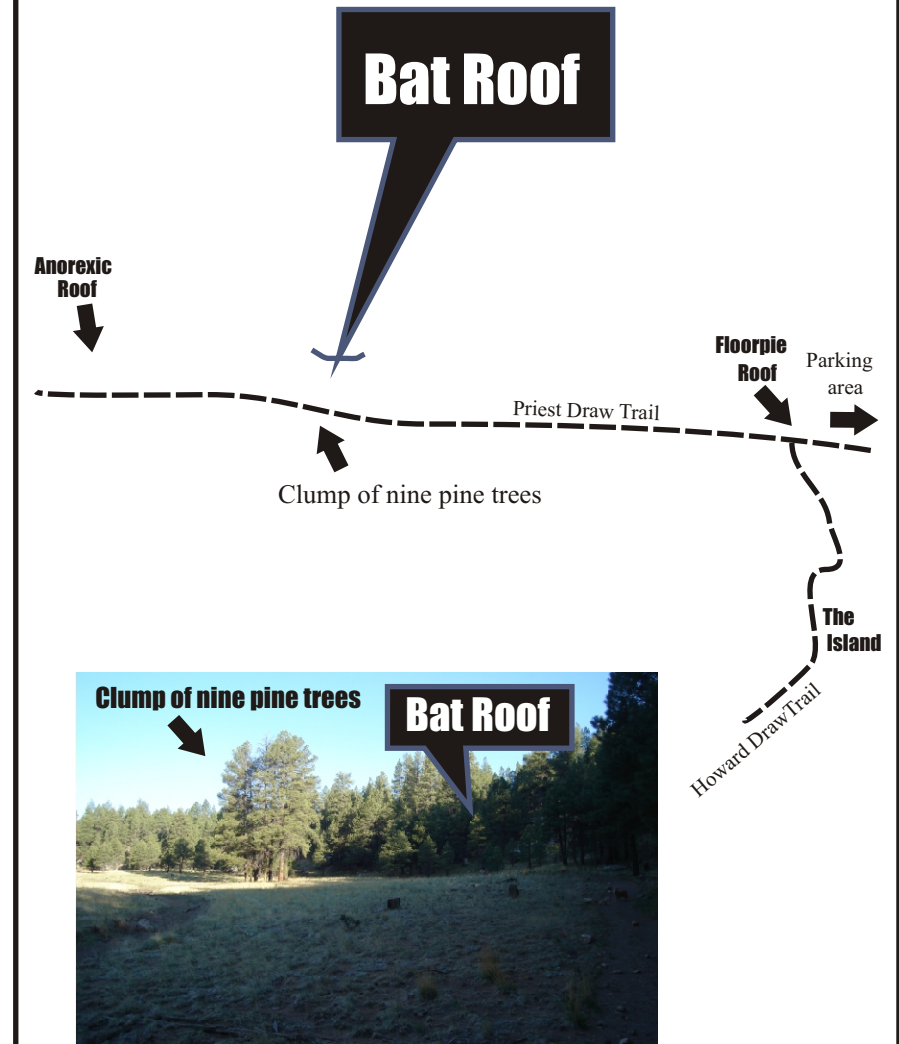 Bat Roof
Anorexic
Roof
Floorpie
Roof
Parking
area
Priest Draw Trail
Clump of nine pine trees
The
Island
Howard DrawTrail
Clump of nine pine trees
Bat Roof